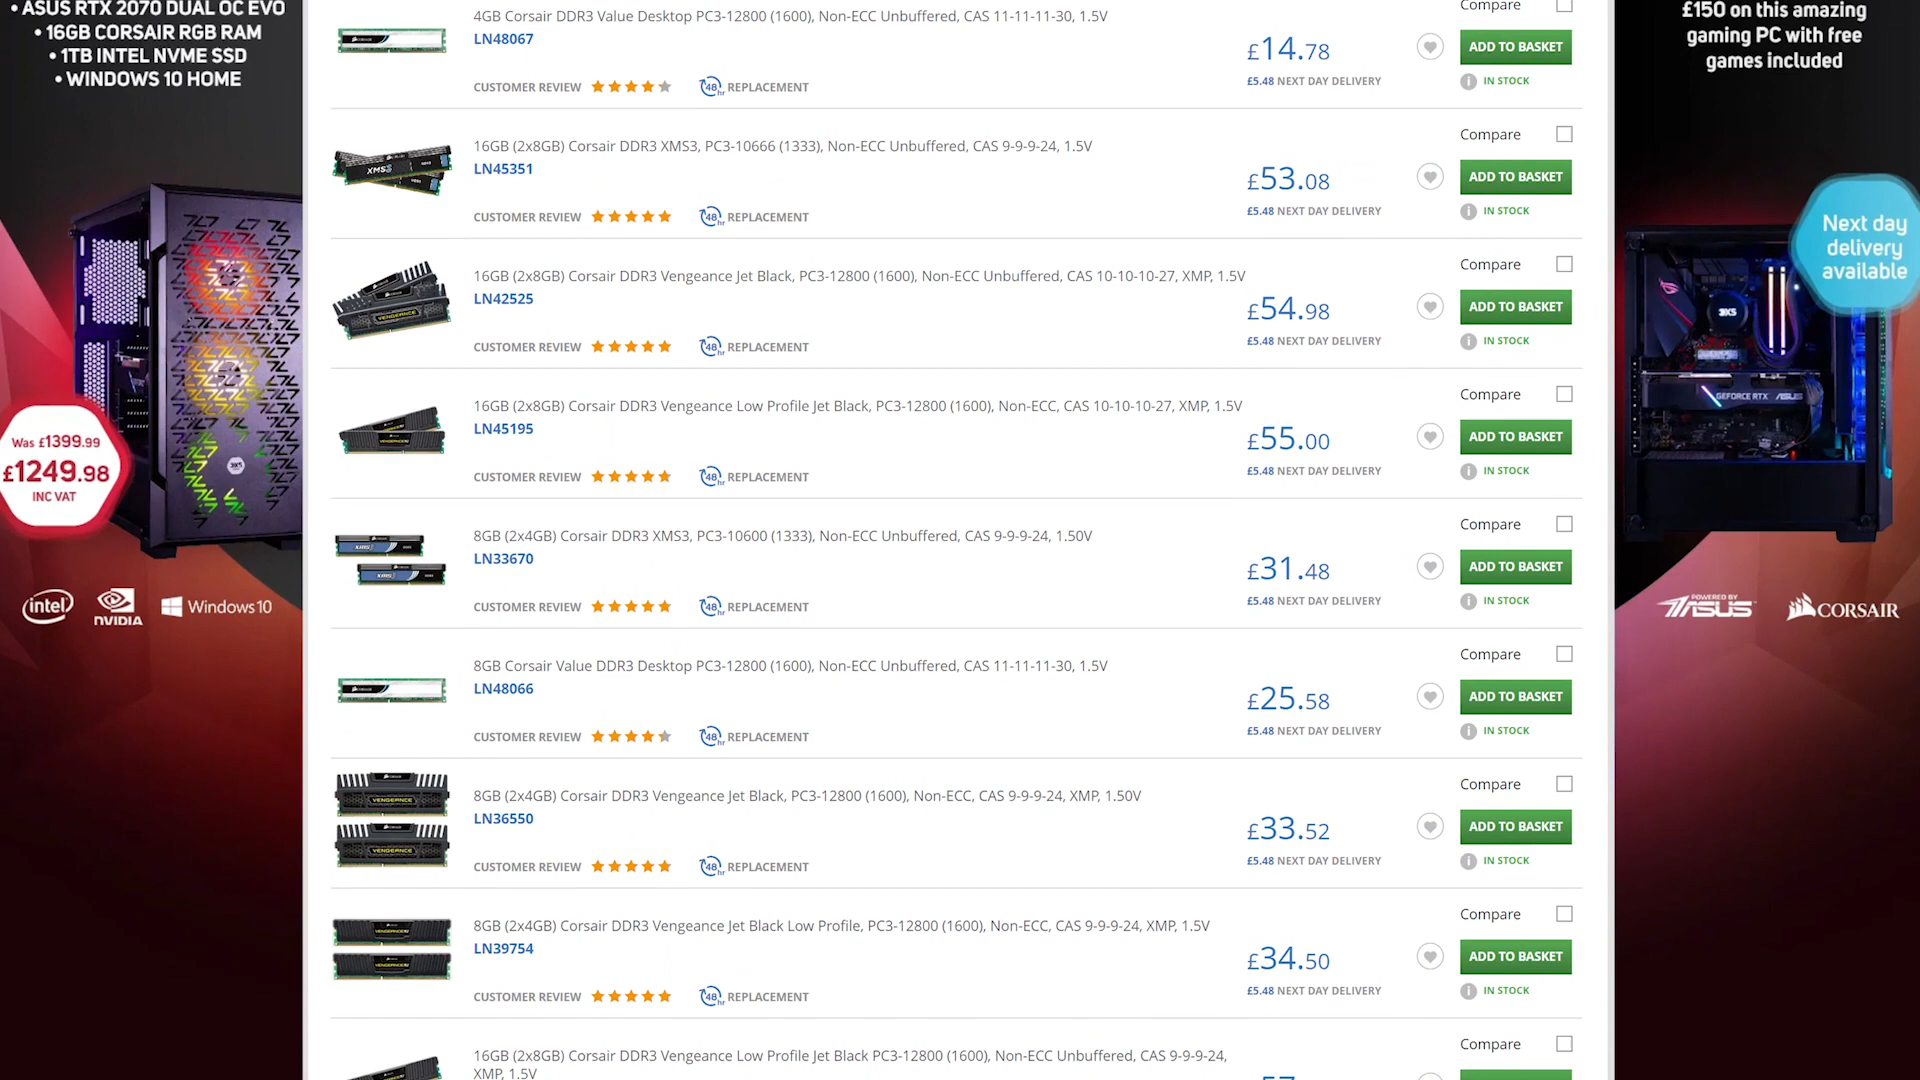 • ASUS RTX 2070 DUAL OC EVO
• 16GB CORSAIR RGB RAM
• 1TB INTEL NVME SSD
• WINDOWS 10 HOME
Was £1399.99
£1249.98
INC VAT
intel
NVIDIA
Windows 10
4GB Corsair DDR3 Value Desktop PC3-12800 (1600), Non-ECC Unbuffered, CAS 11-11-11-30, 1.5V
LN48067
CUSTOMER REVIEW
48hr REPLACEMENT
£14.78
£5.48 NEXT DAY DELIVERY
Compare
ADD TO BASKET
IN STOCK
16GB (2x8GB) Corsair DDR3 XMS3, PC3-10666 (1333), Non-ECC Unbuffered, CAS 9-9-9-24, 1.5V
LN45351
CUSTOMER REVIEW
48hr REPLACEMENT
£53.08
£5.48 NEXT DAY DELIVERY
Compare
ADD TO BASKET
IN STOCK
16GB (2x8GB) Corsair DDR3 Vengeance Jet Black, PC3-12800 (1600), Non-ECC Unbuffered, CAS 10-10-10-27, XMP, 1.5V
LN42525
CUSTOMER REVIEW
48hr REPLACEMENT
£54.98
£5.48 NEXT DAY DELIVERY
Compare
ADD TO BASKET
IN STOCK
16GB (2x8GB) Corsair DDR3 Vengeance Low Profile Jet Black, PC3-12800 (1600), Non-ECC, CAS 10-10-10-27, XMP, 1.5V
LN45195
CUSTOMER REVIEW
48hr REPLACEMENT
£55.00
£5.48 NEXT DAY DELIVERY
Compare
ADD TO BASKET
IN STOCK
8GB (2x4GB) Corsair DDR3 XMS3, PC3-10600 (1333), Non-ECC Unbuffered, CAS 9-9-9-24, 1.50V
LN33670
CUSTOMER REVIEW
48hr REPLACEMENT
£31.48
£5.48 NEXT DAY DELIVERY
Compare
ADD TO BASKET
IN STOCK
8GB Corsair Value DDR3 Desktop PC3-12800 (1600), Non-ECC Unbuffered, CAS 11-11-11-30, 1.5V
LN48066
CUSTOMER REVIEW
48hr REPLACEMENT
£25.58
£5.48 NEXT DAY DELIVERY
Compare
ADD TO BASKET
IN STOCK
8GB (2x4GB) Corsair DDR3 Vengeance Jet Black, PC3-12800 (1600), Non-ECC, CAS 9-9-9-24, XMP, 1.50V
LN36550
CUSTOMER REVIEW
48hr REPLACEMENT
£33.52
£5.48 NEXT DAY DELIVERY
Compare
ADD TO BASKET
IN STOCK
8GB (2x4GB) Corsair DDR3 Vengeance Jet Black Low Profile, PC3-12800 (1600), Non-ECC, CAS 9-9-9-24, XMP, 1.5V
LN39754
CUSTOMER REVIEW
48hr REPLACEMENT
£34.50
£5.48 NEXT DAY DELIVERY
Compare
ADD TO BASKET
IN STOCK
16GB (2x8GB) Corsair DDR3 Vengeance Low Profile Jet Black PC3-12800 (1600), Non-ECC Unbuffered, CAS 9-9-9-24,
XMP, 1.5V
Compare
£150 on this amazing
gaming PC with free
games included
Next day
delivery
available
3XS
GEFORCE RTX ASUS
POWERED BY
ASUS
CORSAIR